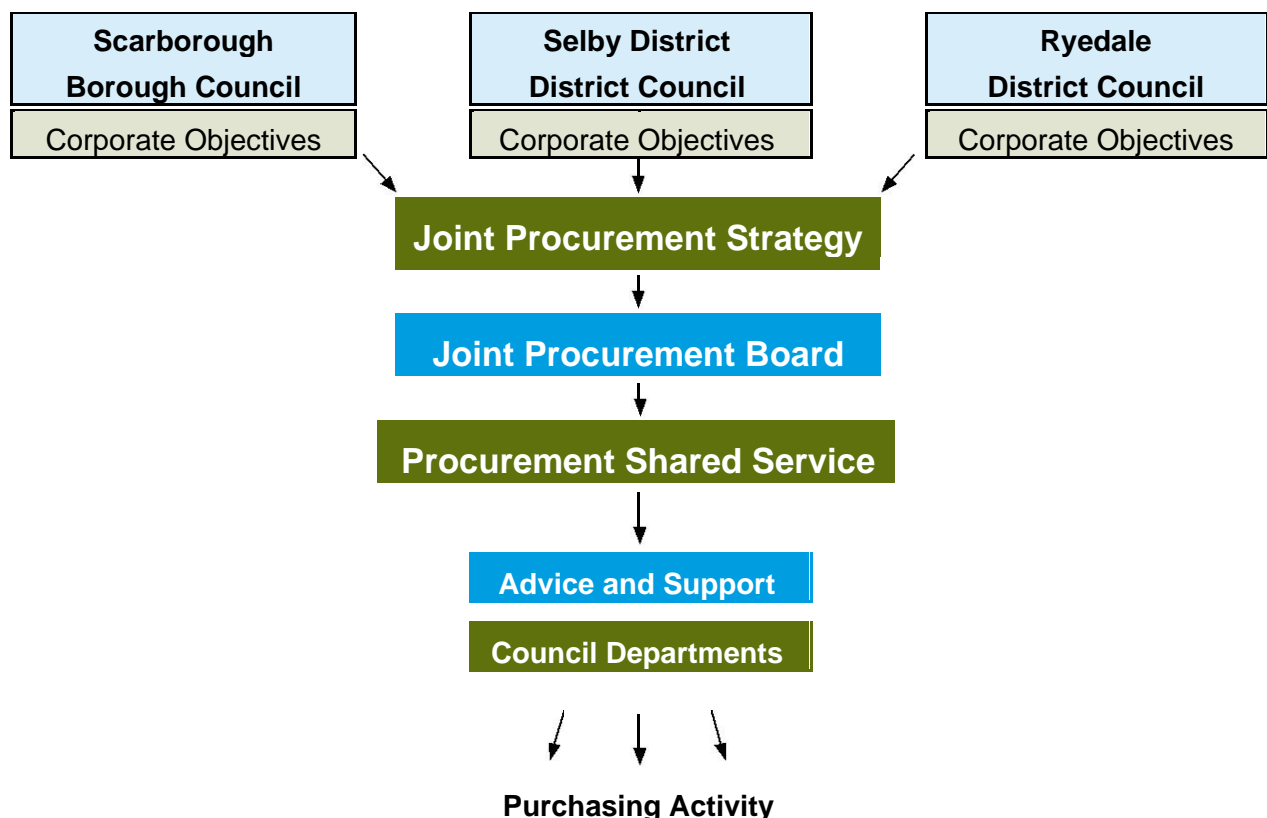 Scarborough
Borough Council
Corporate Objectives
Selby District
District Council
Corporate Objectives
Ryedale
District Council
Corporate Objectives
Joint Procurement Strategy
Joint Procurement Board
Procurement Shared Service
Advice and Support
Council Departments
Purchasing Activity